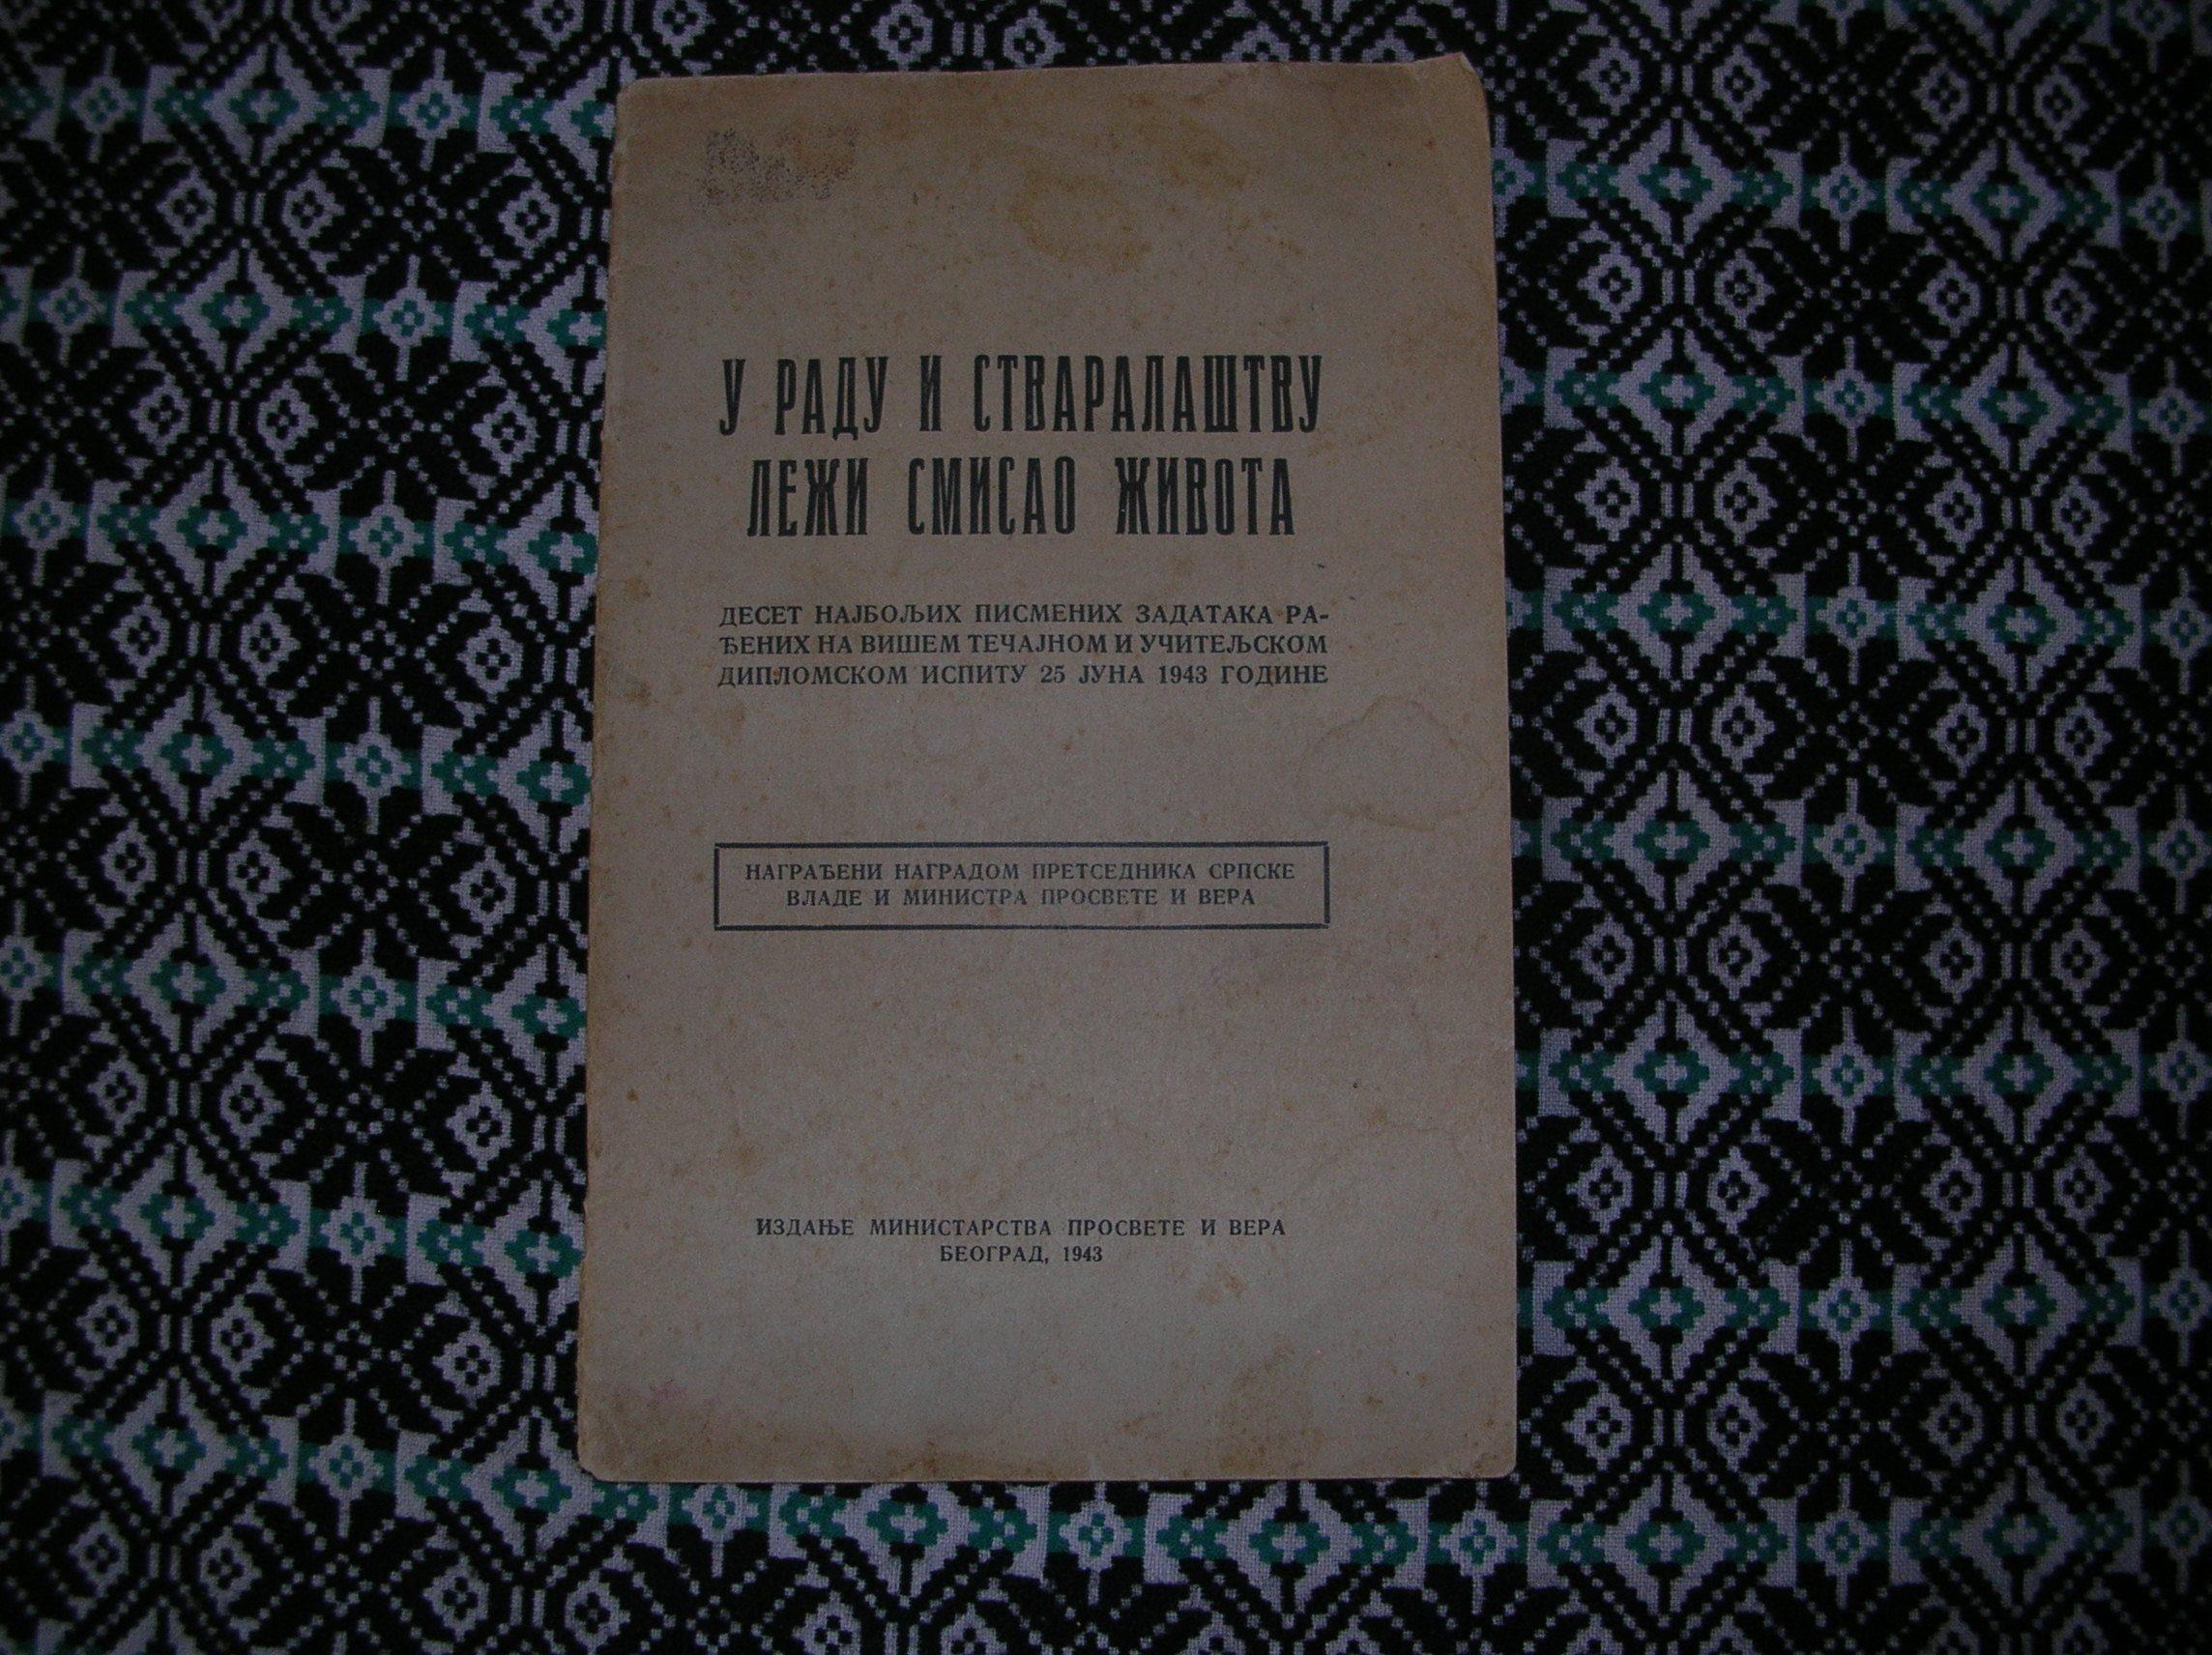 У РАДУ И СТВАРАЛАШТВУ
ЛЕЖИ СМИСАО ЖИВОТА
ДЕСЕТ НАЈБОЉИХ ПИСМЕНИХ ЗАДАТАКА РА-
ЂЕНИХ НА ВИШЕМ ТЕЧАЈНОМ И УЧИТЕЉСКОМ
ДИПЛОМСКОМ ИСПИТУ 25 ЈУНА 1943 ГОДИНЕ
НАГРАЂЕНИ НАГРАДОМ ПРЕТСЕДНИКА СРПСКЕ
ВЛАДЕ И МИНИСТРА ПРОСВЕТЕ И ВЕРА
ИЗДАЊЕ МИНИСТАРСТВА ПРОСВЕТЕ И ВЕРА
БЕОГРАД, 1943